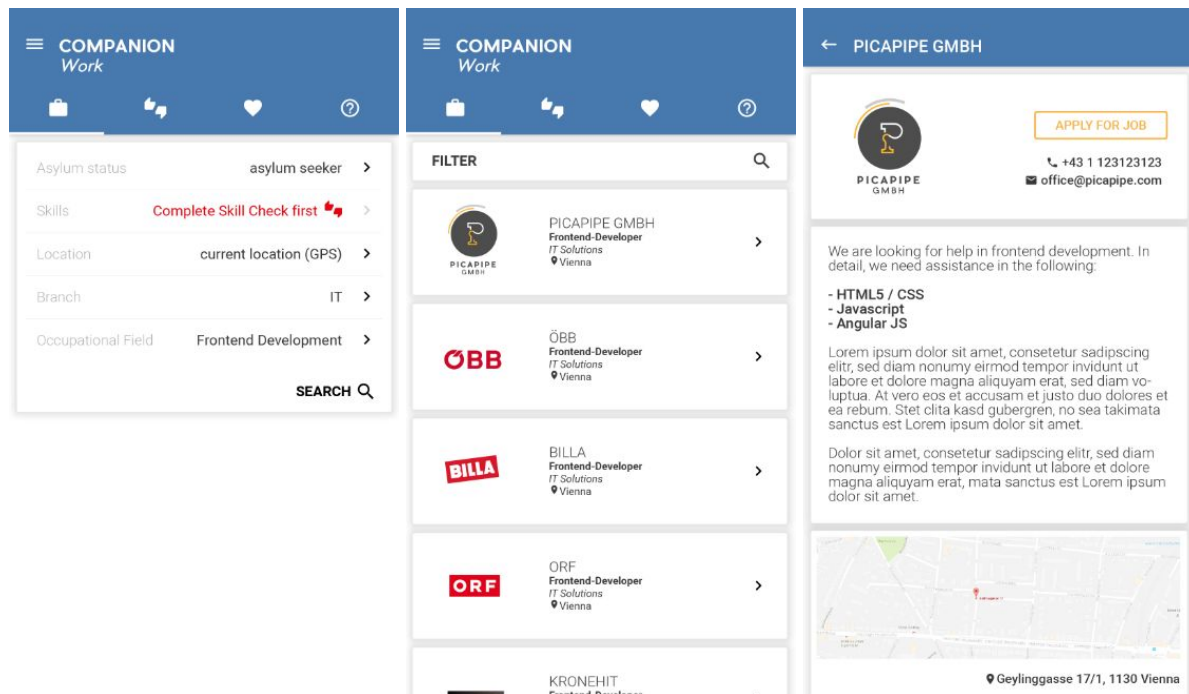 COMPANION
Work
Asylum status asylum seeker
Skills Complete Skill Check first
Location current location (GPS)
Branch IT
Occupational Field Frontend Development
SEARCH
COMPANION
Work
FILTER
PICAPIPE
GMBH
PICAPIPE GMBH
Frontend-Developer
IT Solutions
Vienna
ÖBB
ÖBB
Frontend-Developer
IT Solutions
Vienna
BILLA
BILLA
Frontend-Developer
IT Solutions
Vienna
ORF
ORF
Frontend-Developer
IT Solutions
Vienna
KRONEHIT
PICAPIPE GMBH
PICAPIPE
GMBH
APPLY FOR JOB
+43 1 123123123
office@picapipe.com
We are looking for help in frontend development. In
detail, we need assistance in the following:
- HTML5 / CSS
- Javascript
- Angular JS
Lorem ipsum dolor sit amet, consetetur sadipscing
elitr, sed diam nonumy eirmod tempor invidunt ut
labore et dolore magna aliquyam erat, sed diam vo-
luptua. At vero eos et accusam et justo duo dolores et
ea rebum. Stet clita kasd gubergren, no sea takimata
sanctus est Lorem ipsum dolor sit amet.
Dolor sit amet, consetetur sadipscing elitr, sed diam
nonumy eirmod tempor invidunt ut labore et dolore
magna aliquyam erat, mata sanctus est Lorem ipsum
dolor sit amet.
Geylinggasse 17/1, 1130 Vienna